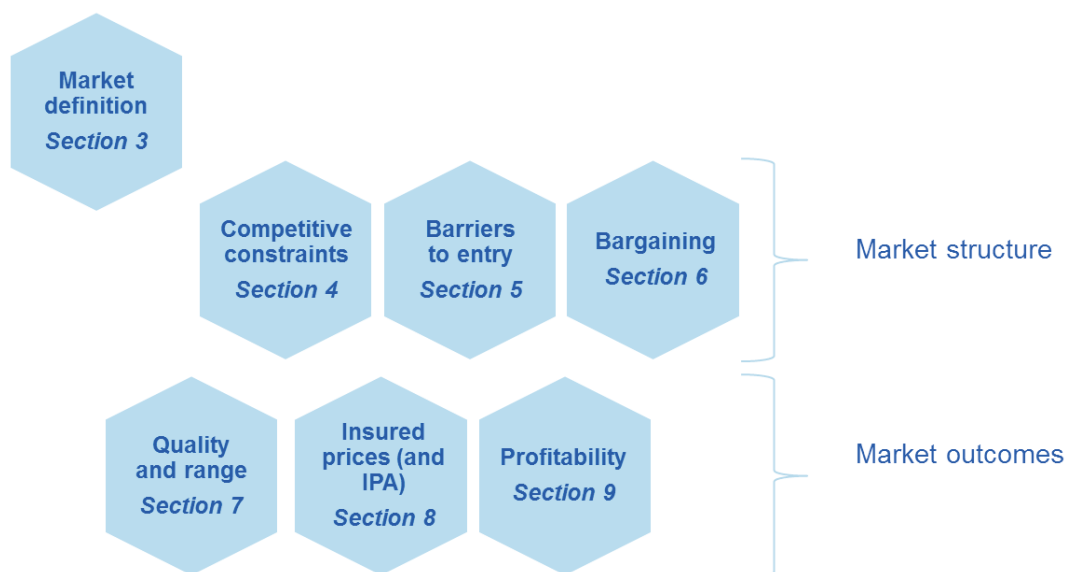 Market
definition
Section 3
Competitive
constraints
Section 4
Barriers
to entry
Section 5
Bargaining
Section 6
Market structure
Quality
and range
Section 7
Insured
prices (and
IPA)
Section 8
Profitability
Section 9
Market outcomes